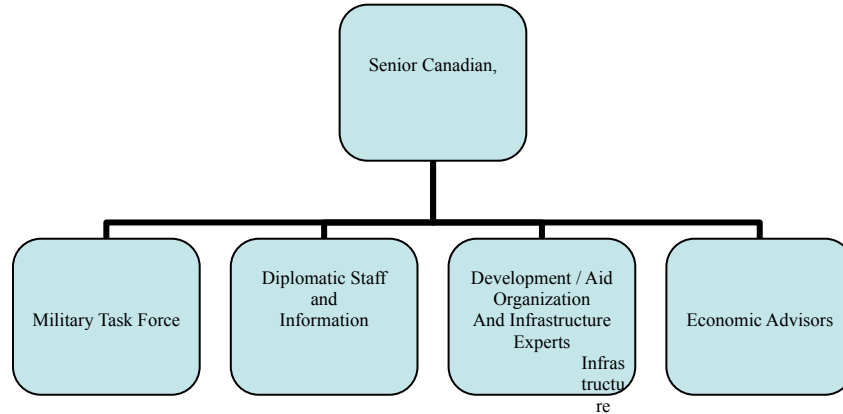 Senior Canadian,
Military Task Force
Diplomatic Staff
and
Information
Development / Aid
Organization
And Infrastructure
Experts
Infras
tructu
re
Economic Advisors